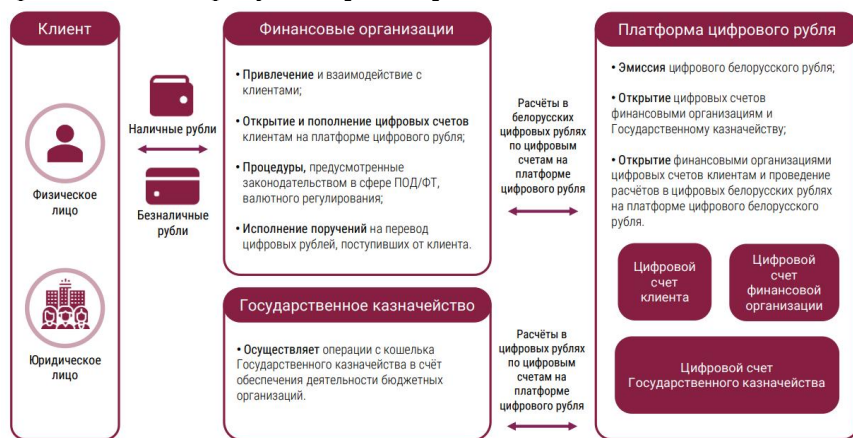 Клиент
Физическое
лицо
Юридическое
лицо
Наличные рубли
Безналичные
рубли
Финансовые организации
• Привлечение и взаимодействие с
клиентами;
• Открытие и пополнение цифровых счетов
клиентам на платформе цифрового рубля;
• Процедуры, предусмотренные
законодательством в сфере ПОД/ФТ,
валютного регулирования;
• Исполнение поручений на перевод
цифровых рублей, поступивших от клиента.
Государственное казначейство
• Осуществляет операции с кошелька
Государственного казначейства в счёт
обеспечения деятельности бюджетных
организаций.
Расчёты в
белорусских
цифровых рублях
по цифровым
счетам на
платформе
цифрового рубля
Расчёты в
цифровых рублях
по цифровым
счетам на
платформе
цифрового рубля
Платформа цифрового рубля
• Эмиссия цифрового белорусского рубля;
• Открытие цифровых счетов
финансовыми организациям и
Государственному казначейству;
• Открытие финансовыми организациями
цифровых счетов клиентам и проведение
расчётов в цифровых белорусских рублях
на платформе цифрового белорусского
рубля.
Цифровой
счет
клиента
Цифровой
счет
финансовой
организации
Цифровой счет
Государственного казначейства